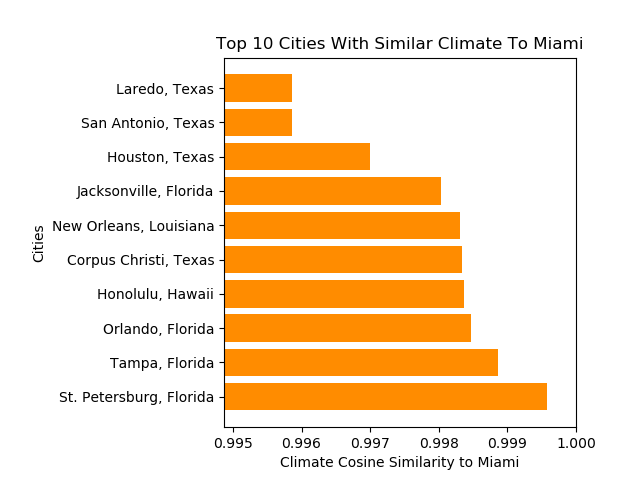 Top 10 Cities With Similar Climate To Miami
Laredo, Texas
San Antonio, Texas
Houston, Texas
Jacksonville, Florida
New Orleans, Louisiana
Corpus Christi, Texas
Honolulu, Hawaii
Orlando, Florida
Tampa, Florida
St. Petersburg, Florida
Cities
0.995 0.996 0.997 0.998 0.999 1.000
Climate Cosine Similarity to Miami